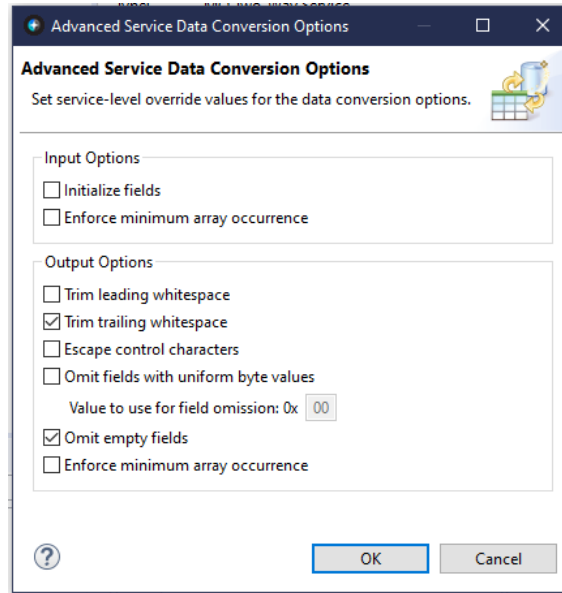 Advanced Service Data Conversion Options
Advanced Service Data Conversion Options
Set service-level override values for the data conversion options.
Input Options
Initialize fields
Enforce minimum array occurrence
Output Options
Trim leading whitespace
Trim trailing whitespace
Escape control characters
Omit fields with uniform byte values
Value to use for field omission: 0x 00
Omit empty fields
Enforce minimum array occurrence
?
OK Cancel